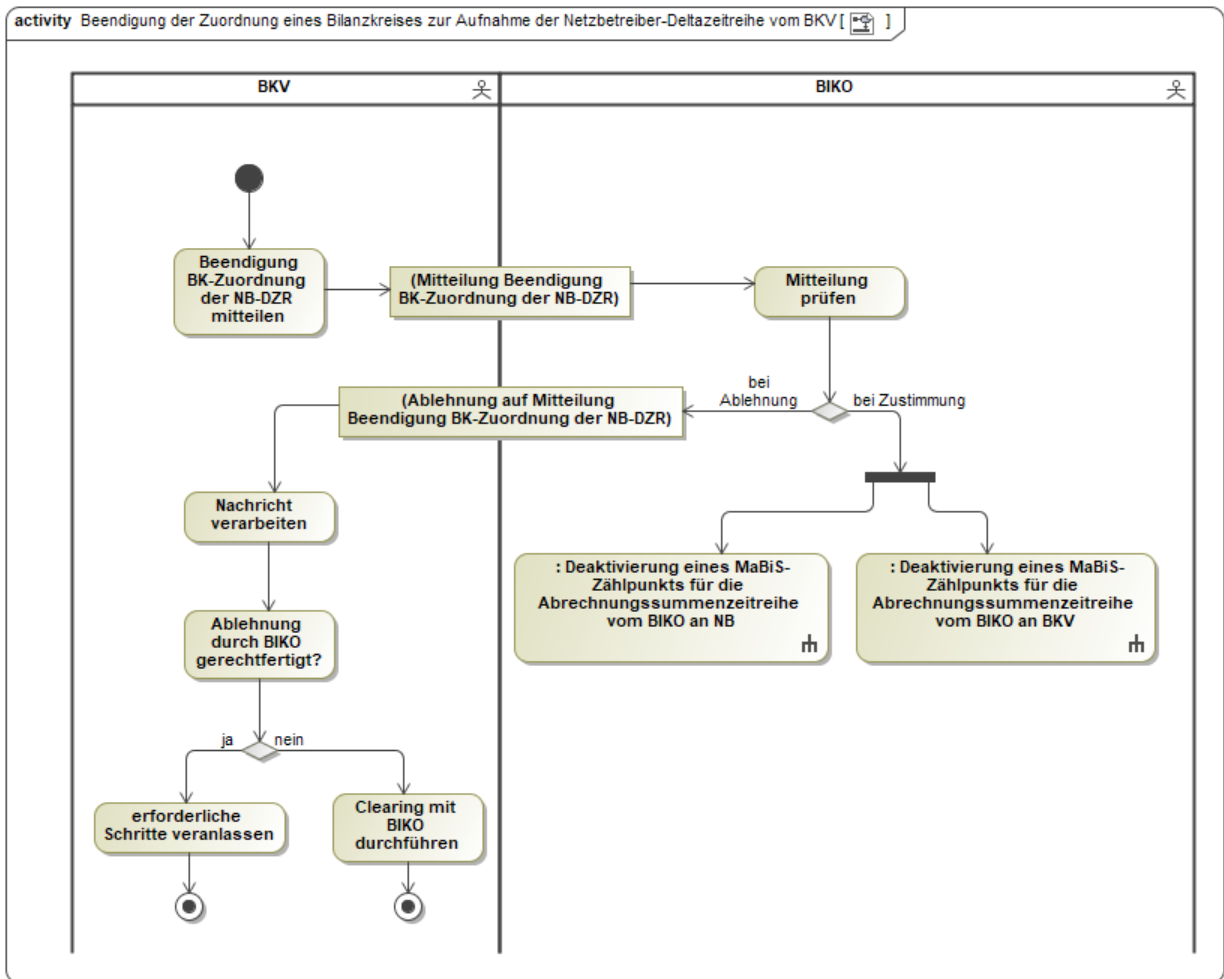 activity Beendigung der Zuordnung eines Bilanzkreises zur Aufnahme der Netzbetreiber-Deltazeitreihe vom BKV [ ]
BKV
BIKO
Beendigung
BK-Zuordnung
der NB-DZR
mitteilen
(Mitteilung Beendigung
BK-Zuordnung der NB-DZR)
Mitteilung
prüfen
bei
Ablehnung
bei Zustimmung
(Ablehnung auf Mitteilung
Beendigung BK-Zuordnung der NB-DZR)
Nachricht
verarbeiten
: Deaktivierung eines MaBiS-
Zählpunkts für die
Abrechnungssummenzeitreihe
vom BIKO an NB
: Deaktivierung eines MaBiS-
Zählpunkts für die
Abrechnungssummenzeitreihe
vom BIKO an BKV
Ablehnung
durch BIKO
gerechtfertigt?
ja
nein
erforderliche
Schritte veranlassen
Clearing mit
BIKO
durchführen